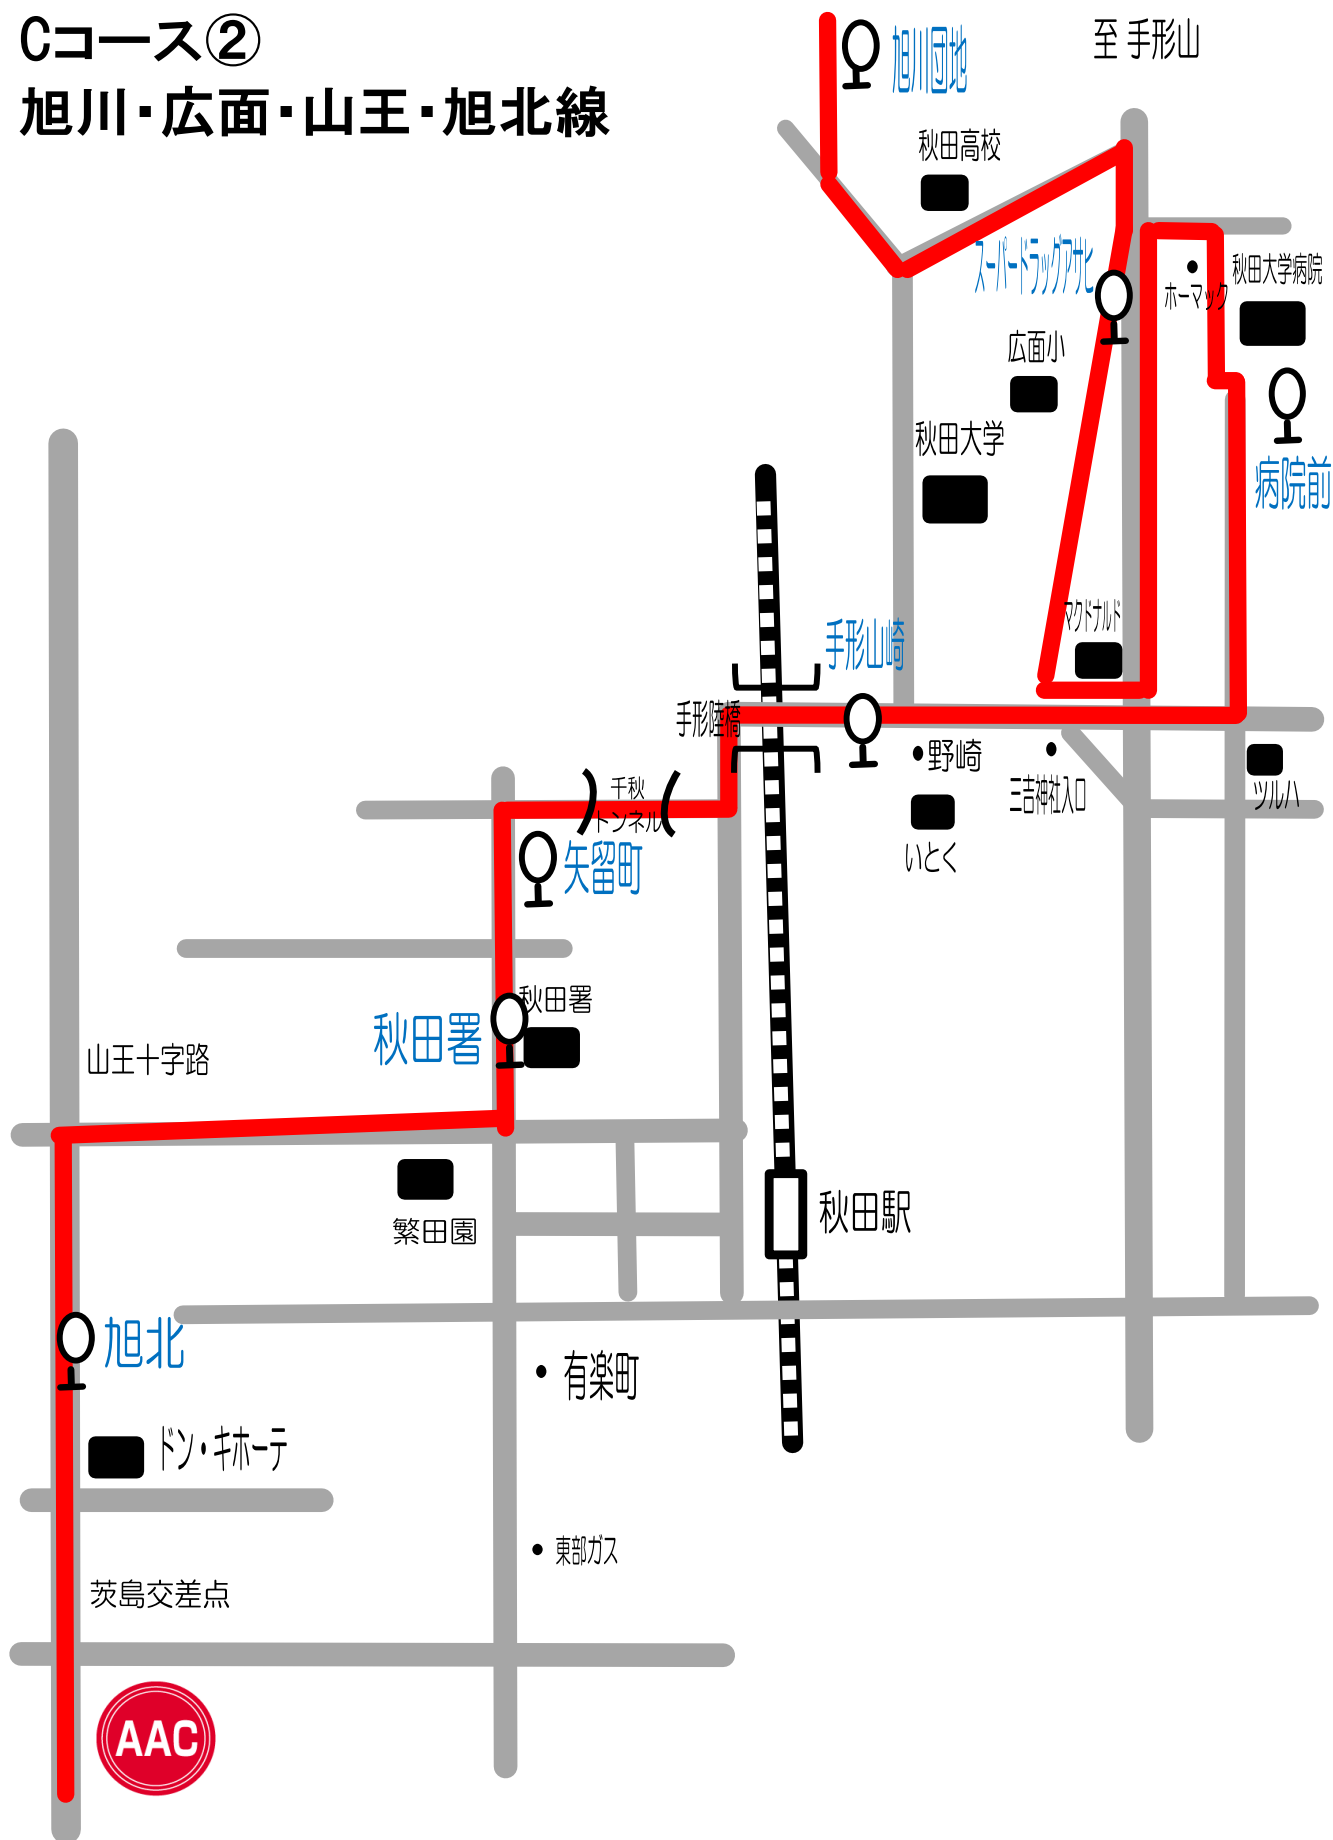 Cコース②
旭川・広面・山王・旭北線
旭川団地
至 手形山
秋田高校
スーパードラッグアサヒ
秋田大学病院
ホーマック
広面小
秋田大学
病院前
マクドナルド
手形山崎
手形陸橋
野崎
三吉神社入口
ツルハ
千秋
トンネル
いとく
矢留町
秋田署
秋田署
山王十字路
秋田駅
繁田園
旭北
有楽町
ドン・キホーテ
東部ガス
茨島交差点
AAC